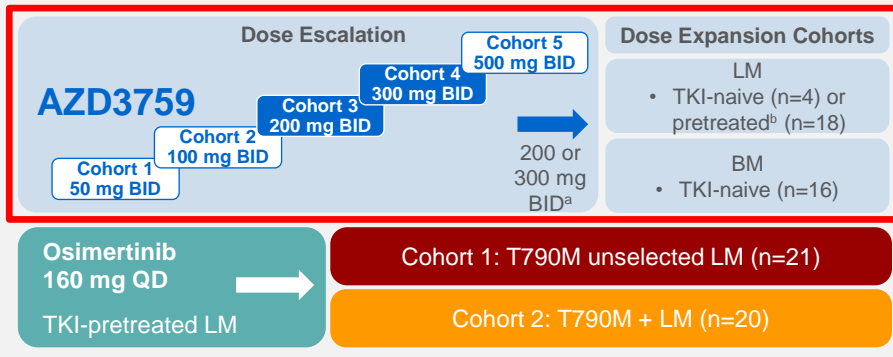 Dose Escalation
AZD3759
Cohort 1
50 mg BID
Cohort 2
100 mg BID
Cohort 3
200 mg BID
Cohort 4
300 mg BID
Cohort 5
500 mg BID
200 or
300 mg
BIDᵃ
Dose Expansion Cohorts
LM
• TKI-naive (n=4) or
pretreatedᵇ (n=18)
BM
• TKI-naive (n=16)
Osimertinib
160 mg QD
TKI-pretreated LM
Cohort 1: T790M unselected LM (n=21)
Cohort 2: T790M + LM (n=20)